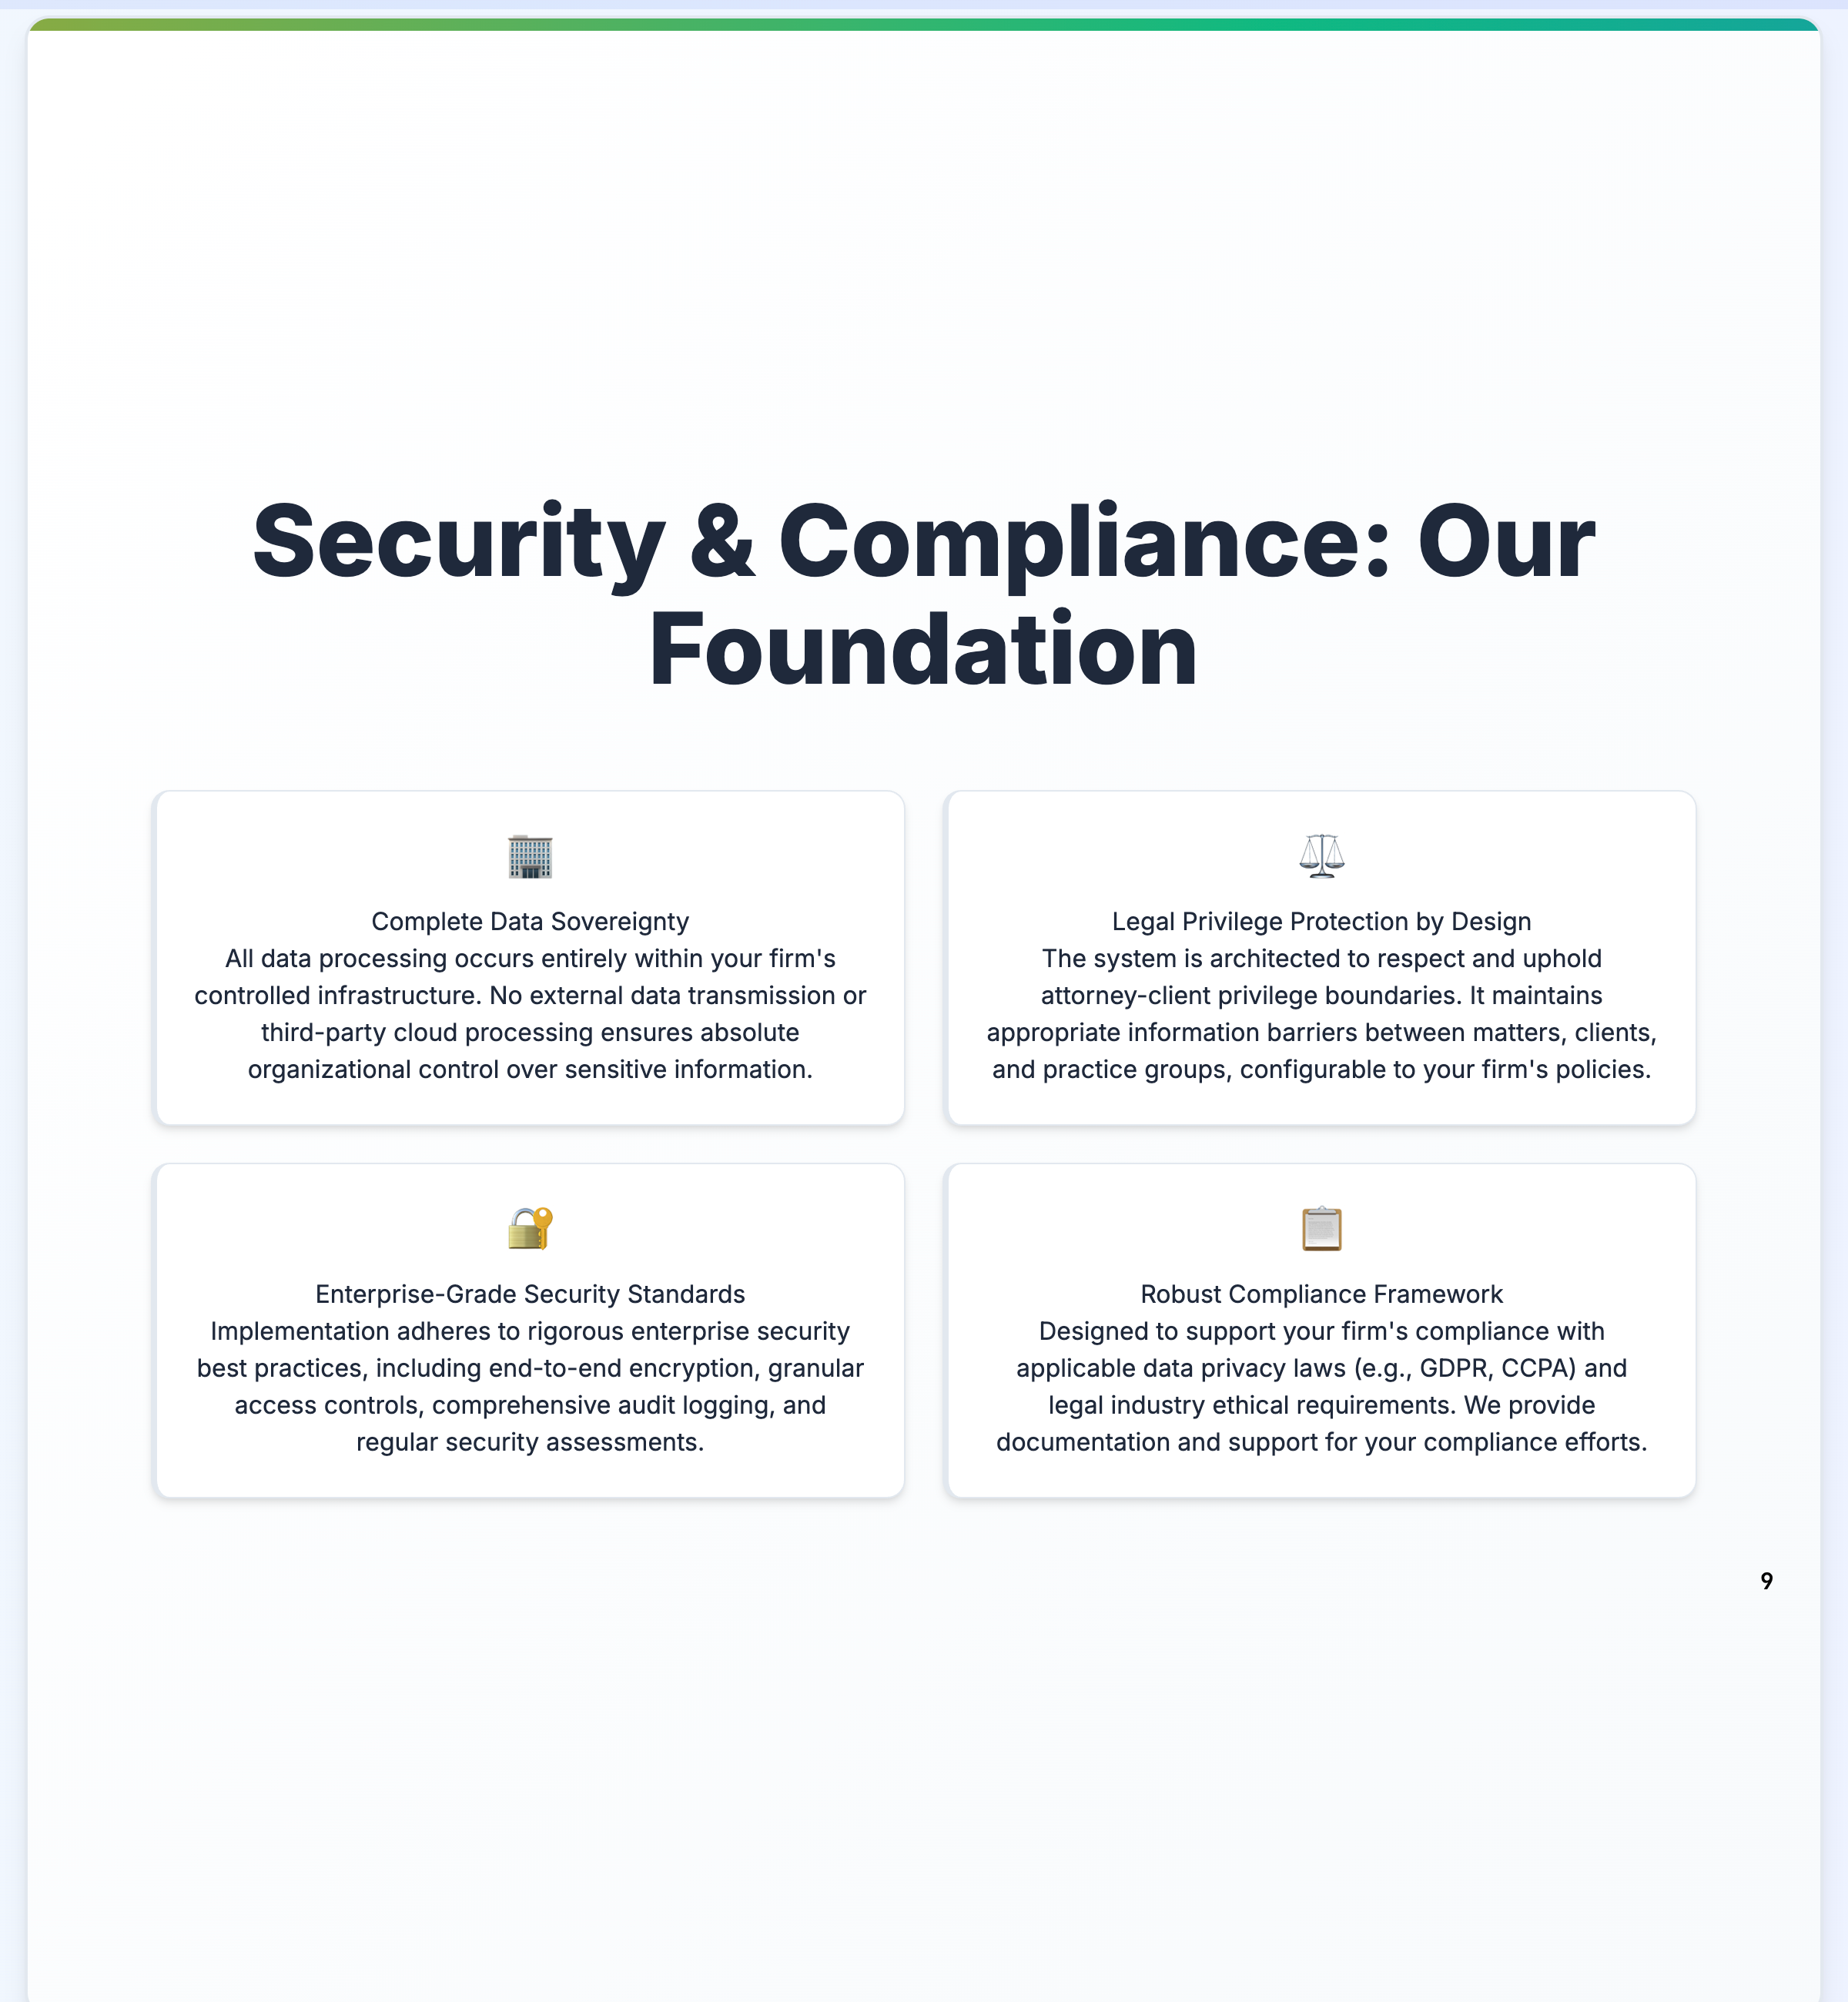 Security & Compliance: Our
Foundation
Complete Data Sovereignty
All data processing occurs entirely within your firm's
controlled infrastructure. No external data transmission or
third-party cloud processing ensures absolute
organizational control over sensitive information.
Legal Privilege Protection by Design
The system is architected to respect and uphold
attorney-client privilege boundaries. It maintains
appropriate information barriers between matters, clients,
and practice groups, configurable to your firm's policies.
Enterprise-Grade Security Standards
Implementation adheres to rigorous enterprise security
best practices, including end-to-end encryption, granular
access controls, comprehensive audit logging, and
regular security assessments.
Robust Compliance Framework
Designed to support your firm's compliance with
applicable data privacy laws (e.g., GDPR, CCPA) and
legal industry ethical requirements. We provide
documentation and support for your compliance efforts.
9